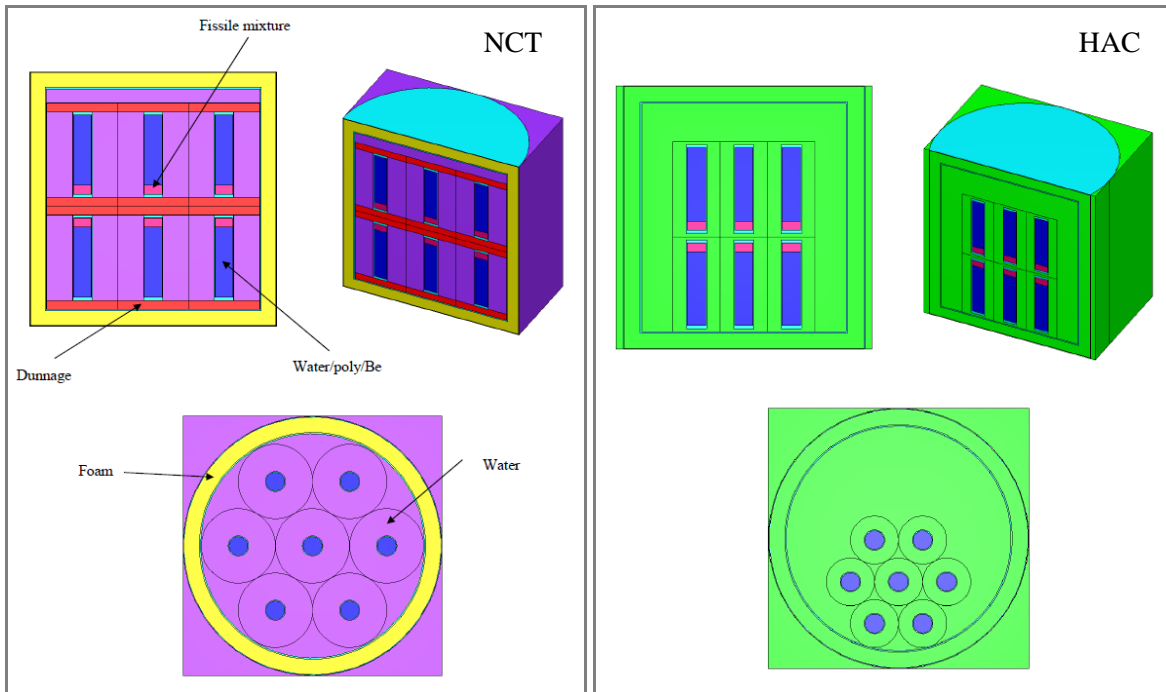 Fissile mixture
NCT
Dunnage
Water/poly/Be
Foam
Water
HAC